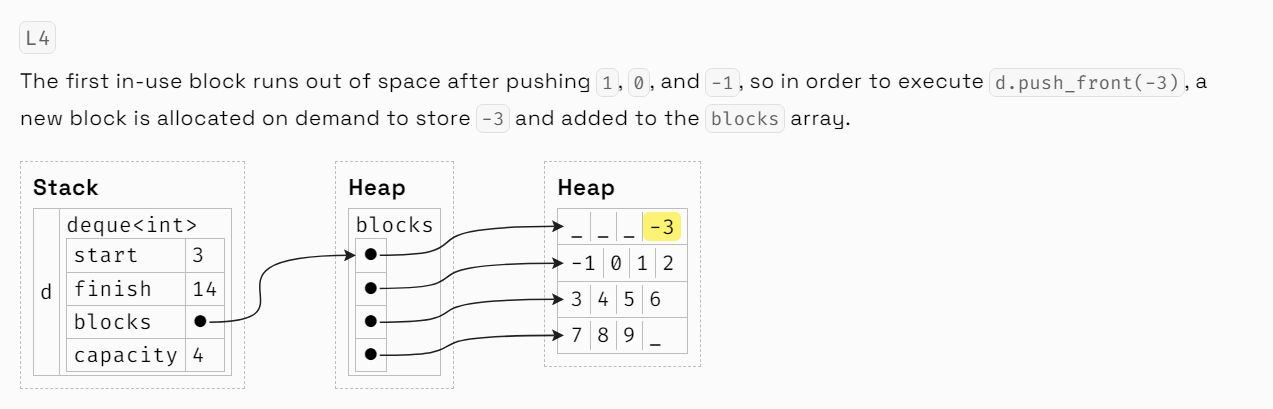 L4
The first in-use block runs out of space after pushing 1, 0, and -1, so in order to execute d.push_front(-3), a
new block is allocated on demand to store -3 and added to the blocks array.
Stack
d
deque<int>
start 3
finish 14
blocks
capacity 4
Heap
blocks
Heap
_ _ _ -3
-1 0 1 2
3 4 5 6
7 8 9 _